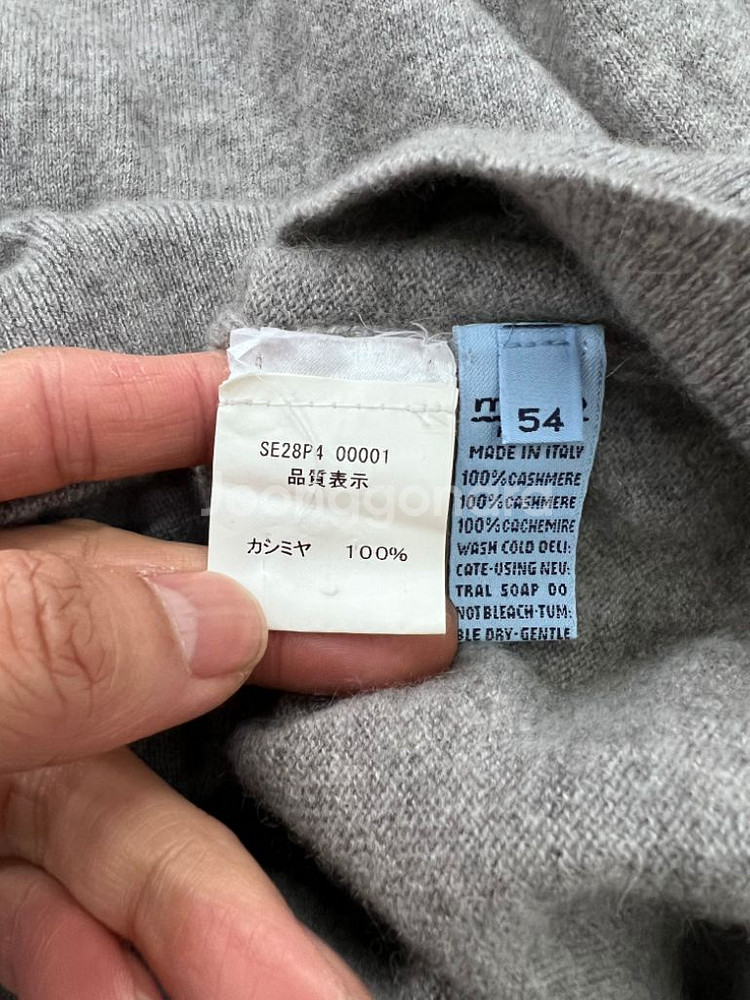 SE28P4 00001
品質表示
カシミヤ 100%
54
MADE IN ITALY
100%CASHMERE
100%CASHMERE
100%CACHEMIRE
WASH COLD DELI:
CATE-USING NEU:
TRAL SOAP DO
NOT BLEACH-TUM:
BLE DRY-GENTLE